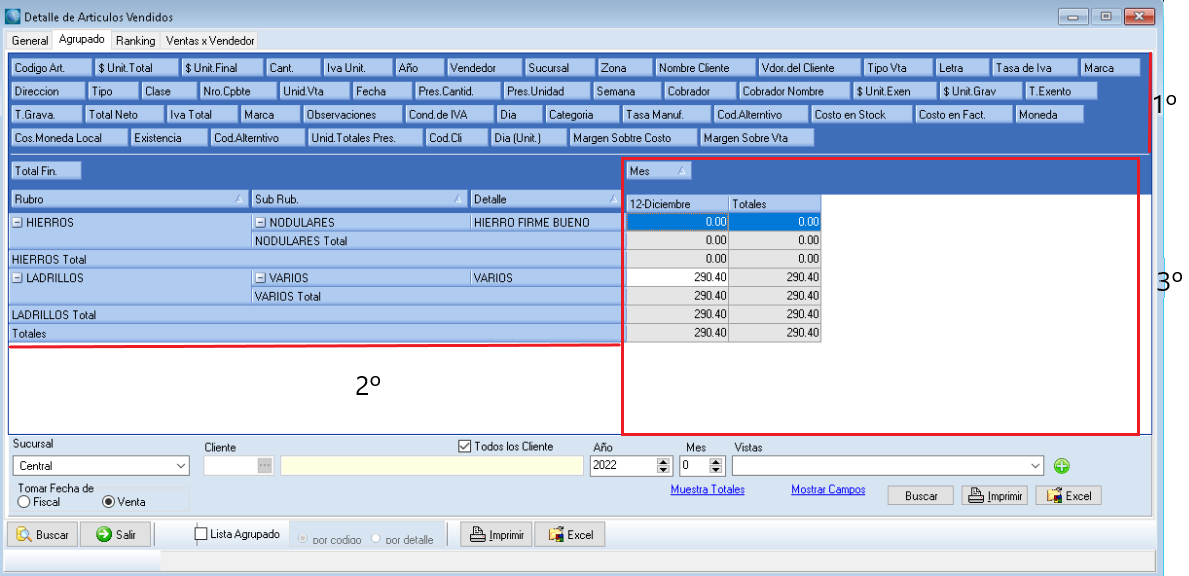 Detalle de Articulos Vendidos
General Agrupado Ranking Ventas x Vendedor
Codigo Art. $ Unit.Total $ Unit.Final Cant. Iva Unit. Año Vendedor Sucursal Zona Nombre Cliente Vdor.del Cliente Tipo Vta Letra Tasa de Iva Marca
Direccion Tipo Clase Nro.Cpbte Unid.Vta Fecha Pres.Cantid. Pres.Unidad Semana Cobrador Cobrador Nombre $ Unit.Exen $ Unit.Grav T.Exento
1º
T.Grava. Total Neto Iva Total Marca Observaciones Cond.de IVA Dia Categoria Tasa Manuf. Cod.Alterntivo Costo en Stock Costo en Fact. Moneda
Cos.Moneda Local Existencia Cod.Alterntivo Unid.Totales Pres. Cod.Cli Dia (Unit.) Margen Sobtre Costo Margen Sobre Vta
Total Fin. Mes
Rubro Sub Rub. Detalle 12-Diciembre Totales
HIERROS NODULARES HIERRO FIRME BUENO 0.00 0.00
NODULARES Total 0.00 0.00
HIERROS Total 0.00 0.00
LADRILLOS VARIOS VARIOS 290.40 290.40
3º
VARIOS Total 290.40 290.40
LADRILLOS Total 290.40 290.40
Totales 290.40 290.40
2º
Sucursal Cliente Todos los Cliente Año Mes Vistas
Central 2022 0
Tomar Fecha de Muestra Totales Mostrar Campos
Fiscal Venta Buscar Imprimir Excel
Buscar Salir Lista Agrupado por codigo por detalle Imprimir Excel